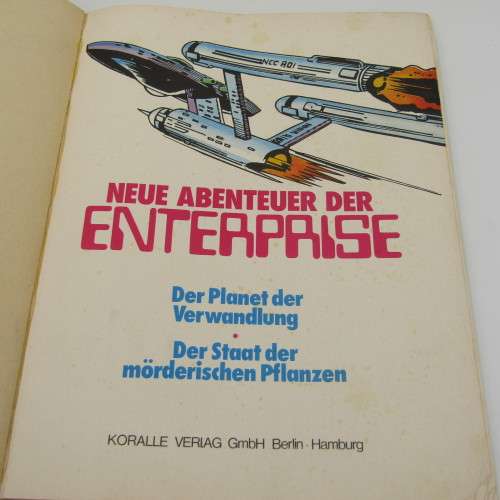 NCC 1701
NEUE ABENTEUER DER
ENTERPRISE
Der Planet der
Verwandlung
•
Der Staat der
mörderischen Pflanzen
KORALLE VERLAG GmbH Berlin · Hamburg